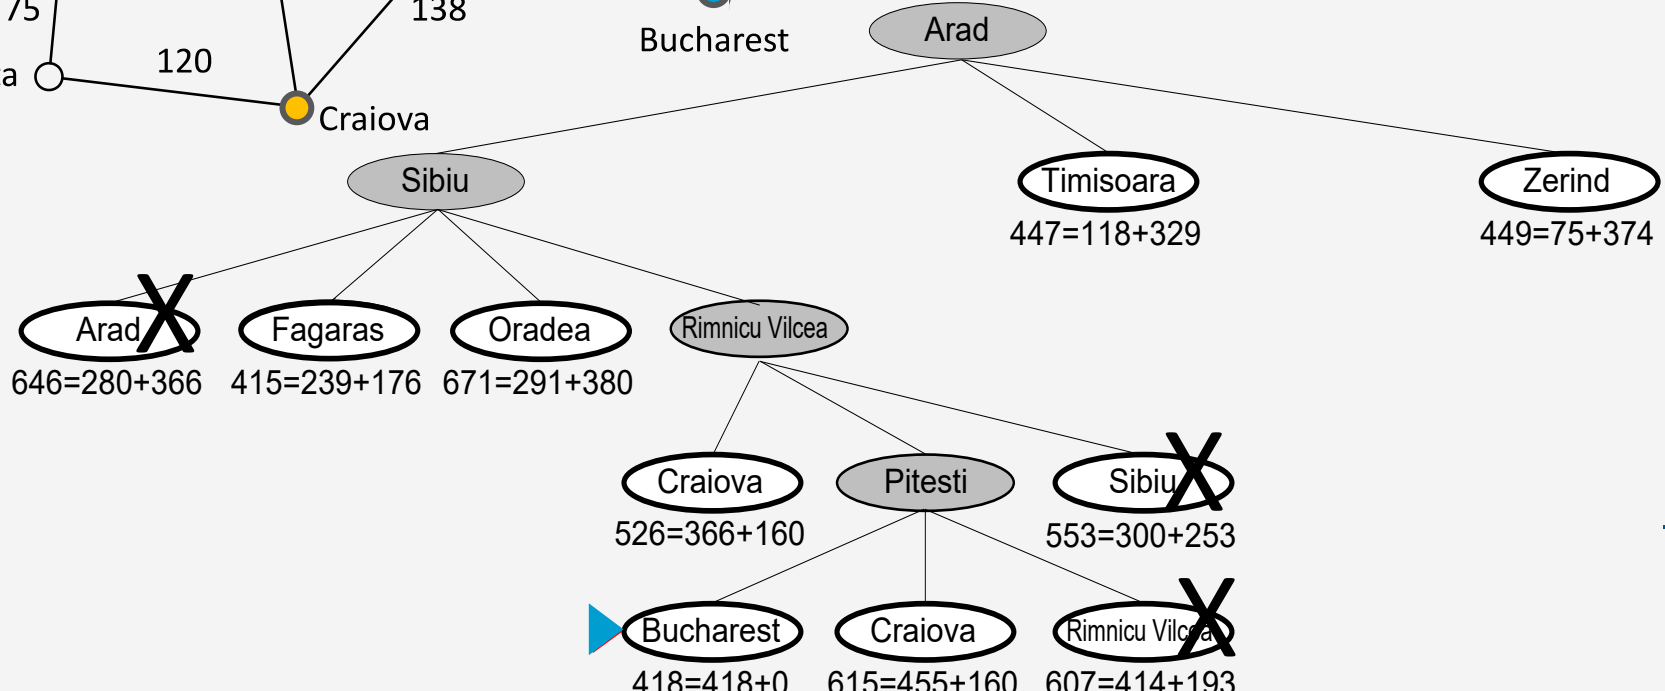 75
138
Bucharest
Arad
120
ta
Craiova
Sibiu
Timisoara
Zerind
447=118+329
449=75+374
Arad
X
Fagaras
Oradea
Rimnicu Vilcea
646=280+366
415=239+176
671=291+380
Craiova
Pitesti
Sibiu
X
526=366+160
553=300+253
Bucharest
Craiova
Rimnicu Vilcea
X
418=418+0
615=455+160
607=414+193